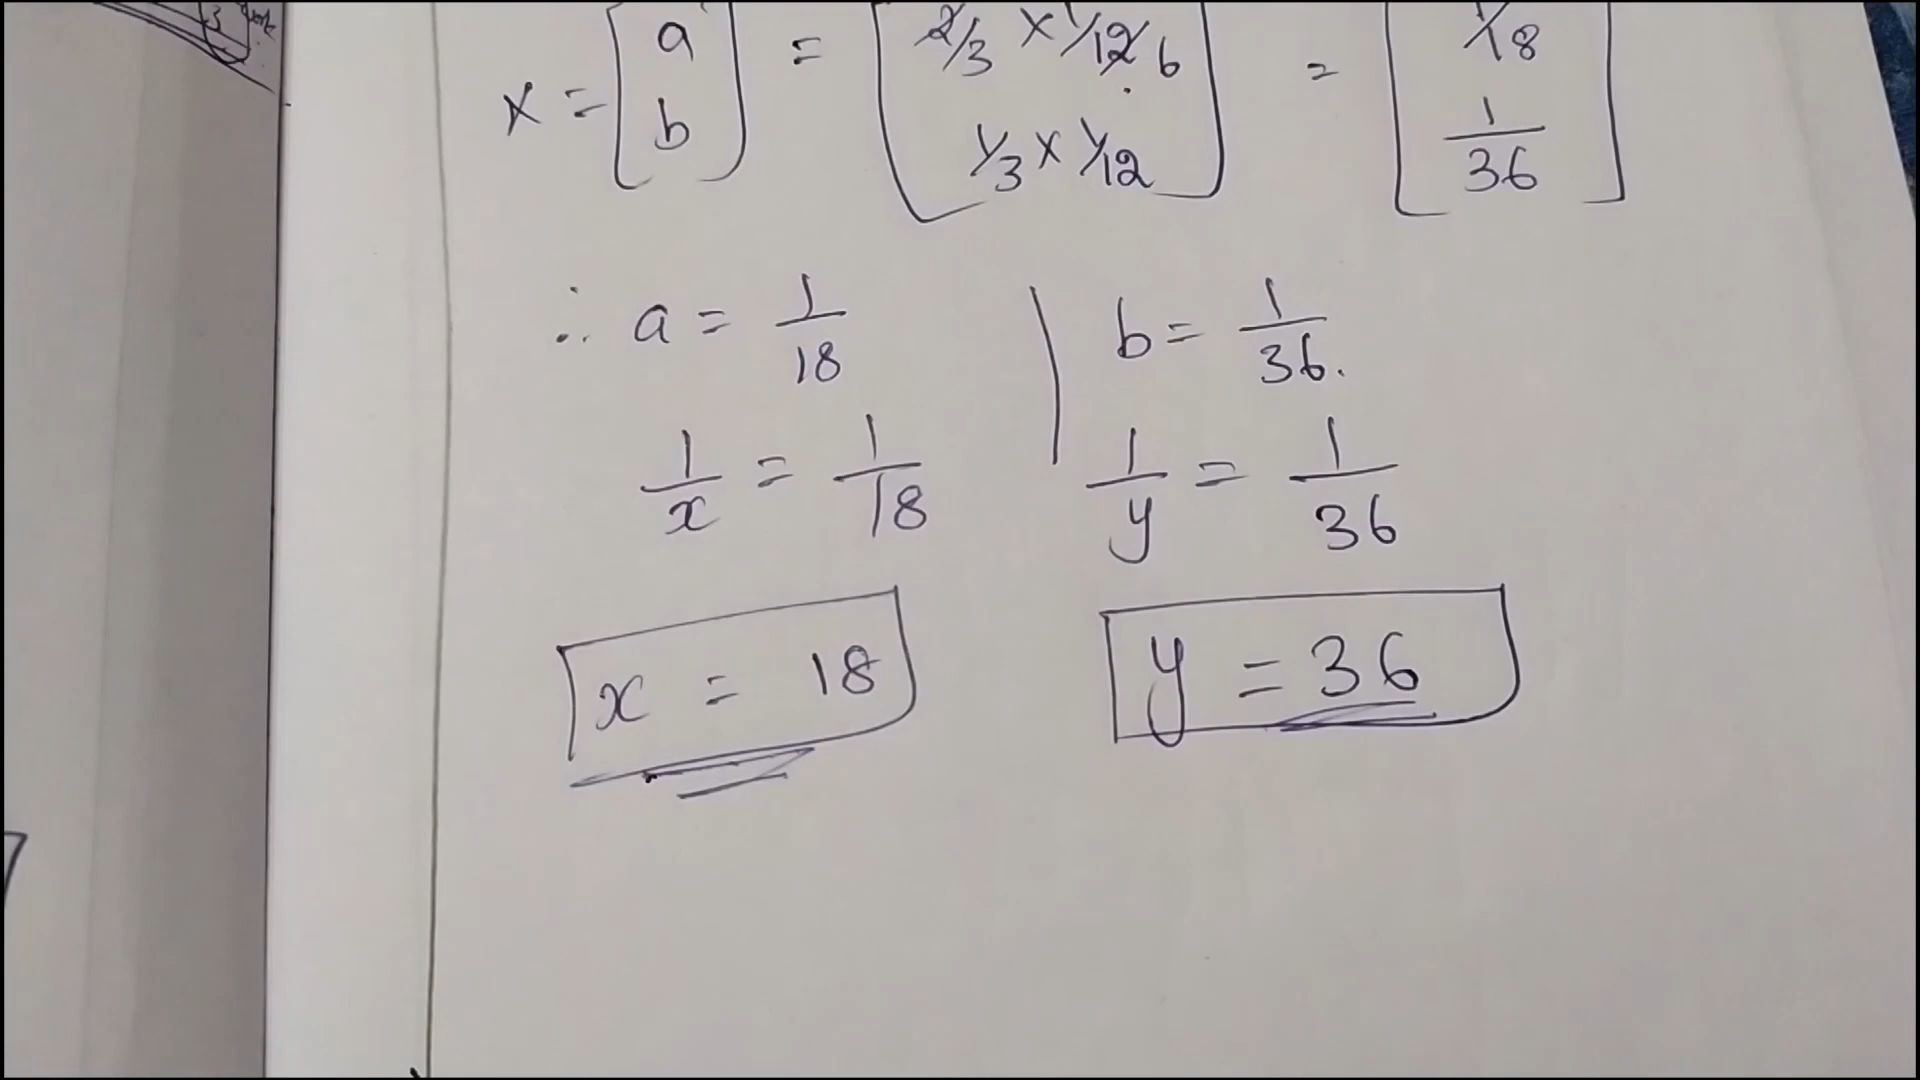 X = [a b] = [2/3 × 1/12 6 1/3 × 1/12] = [1/18 1/36]
∴ a = 1/18 | b = 1/36.
1/x = 1/18 1/y = 1/36
x = 18 y = 36